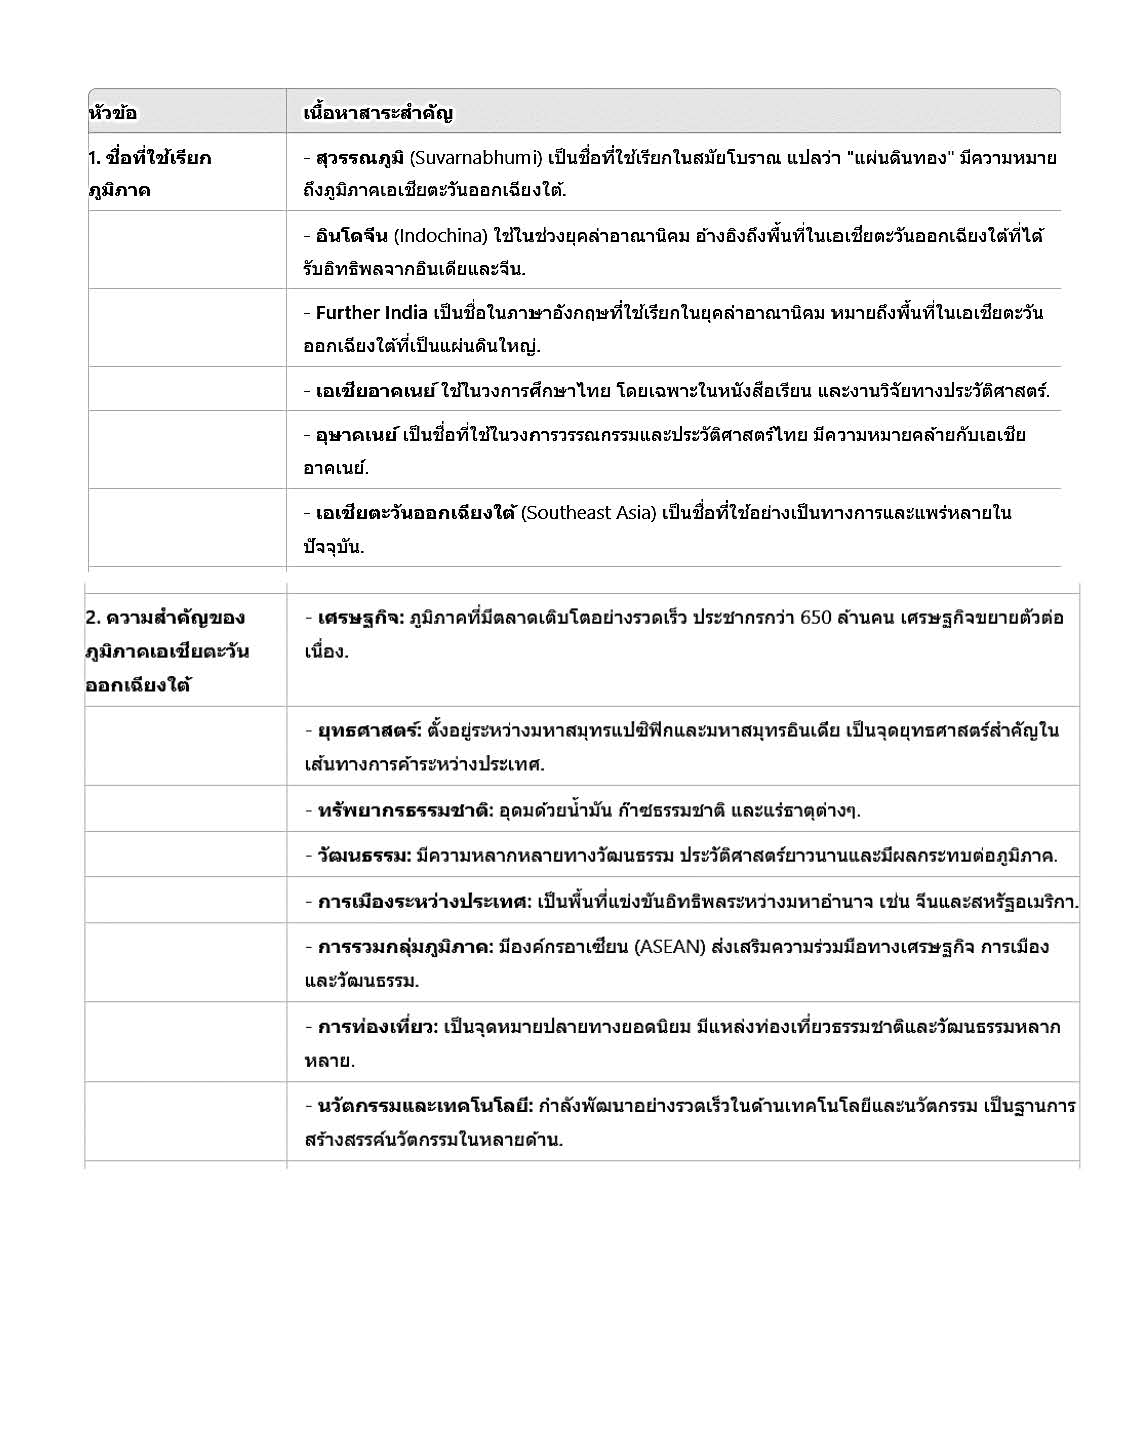 หัวข้อ
เนื้อหาสาระสำคัญ
1. ชื่อที่ใช้เรียก
ภูมิภาค
- สุวรรณภูมิ (Suvarnabhumi) เป็นชื่อที่ใช้เรียกในสมัยโบราณ แปลว่า "แผ่นดินทอง" มีความหมาย
ถึงภูมิภาคเอเชียตะวันออกเฉียงใต้.
- อินโดจีน (Indochina) ใช้ในช่วงยุคล่าอาณานิคม อ้างอิงถึงพื้นที่ในเอเชียตะวันออกเฉียงใต้ที่ได้
รับอิทธิพลจากอินเดียและจีน.
- Further India เป็นชื่อในภาษาอังกฤษที่ใช้เรียกในยุคล่าอาณานิคม หมายถึงพื้นที่ในเอเชียตะวัน
ออกเฉียงใต้ที่เป็นแผ่นดินใหญ่.
- เอเชียอาคเนย์ ใช้ในวงการศึกษาไทย โดยเฉพาะในหนังสือเรียน และงานวิจัยทางประวัติศาสตร์.
- อุษาคเนย์ เป็นชื่อที่ใช้ในวงการวรรณกรรมและประวัติศาสตร์ไทย มีความหมายคล้ายกับเอเชีย
อาคเนย์.
- เอเชียตะวันออกเฉียงใต้ (Southeast Asia) เป็นชื่อที่ใช้อย่างเป็นทางการและแพร่หลายใน
ปัจจุบัน.
2. ความสำคัญของ
ภูมิภาคเอเชียตะวัน
ออกเฉียงใต้
- เศรษฐกิจ: ภูมิภาคที่มีตลาดเติบโตอย่างรวดเร็ว ประชากรกว่า 650 ล้านคน เศรษฐกิจขยายตัวต่อ
เนื่อง.
- ยุทธศาสตร์: ตั้งอยู่ระหว่างมหาสมุทรแปซิฟิกและมหาสมุทรอินเดีย เป็นจุดยุทธศาสตร์สำคัญใน
เส้นทางการค้าระหว่างประเทศ.
- ทรัพยากรธรรมชาติ: อุดมด้วยน้ำมัน ก๊าซธรรมชาติ และแร่ธาตุต่างๆ.
- วัฒนธรรม: มีความหลากหลายทางวัฒนธรรม ประวัติศาสตร์ยาวนานและมีผลกระทบต่อภูมิภาค.
- การเมืองระหว่างประเทศ: เป็นพื้นที่แข่งขันอิทธิพลระหว่างมหาอำนาจ เช่น จีนและสหรัฐอเมริกา.
- การรวมกลุ่มภูมิภาค: มีองค์กรอาเซียน (ASEAN) ส่งเสริมความร่วมมือทางเศรษฐกิจ การเมือง
และวัฒนธรรม.
- การท่องเที่ยว: เป็นจุดหมายปลายทางยอดนิยม มีแหล่งท่องเที่ยวธรรมชาติและวัฒนธรรมหลาก
หลาย.
- นวัตกรรมและเทคโนโลยี: กำลังพัฒนาอย่างรวดเร็วในด้านเทคโนโลยีและนวัตกรรม เป็นฐานการ
สร้างสรรค์นวัตกรรมในหลายด้าน.